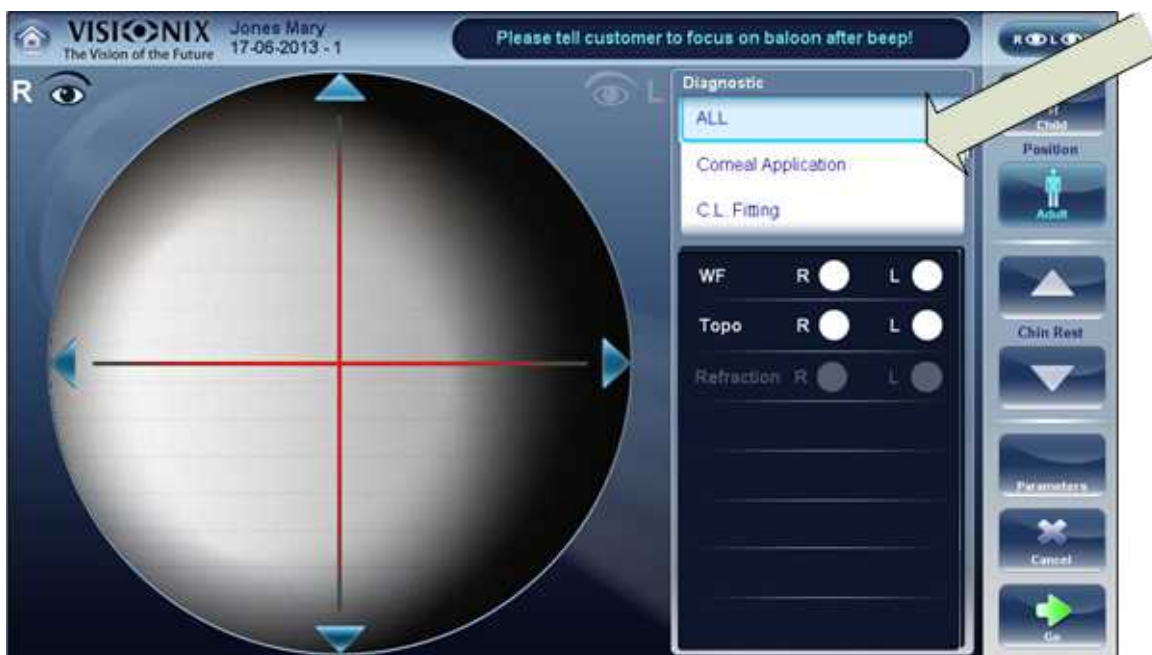 VISIONIX
The Vision of the Future
Jones Mary
17-06-2013 - 1
Please tell customer to focus on baloon after beep!
R L
R
L
Diagnostic
ALL
Corneal Application
C.L. Fitting
WF R L
Topo R L
Refraction R L
Child
Position
Adult
Chin Rest
Parameters
Cancel
Go